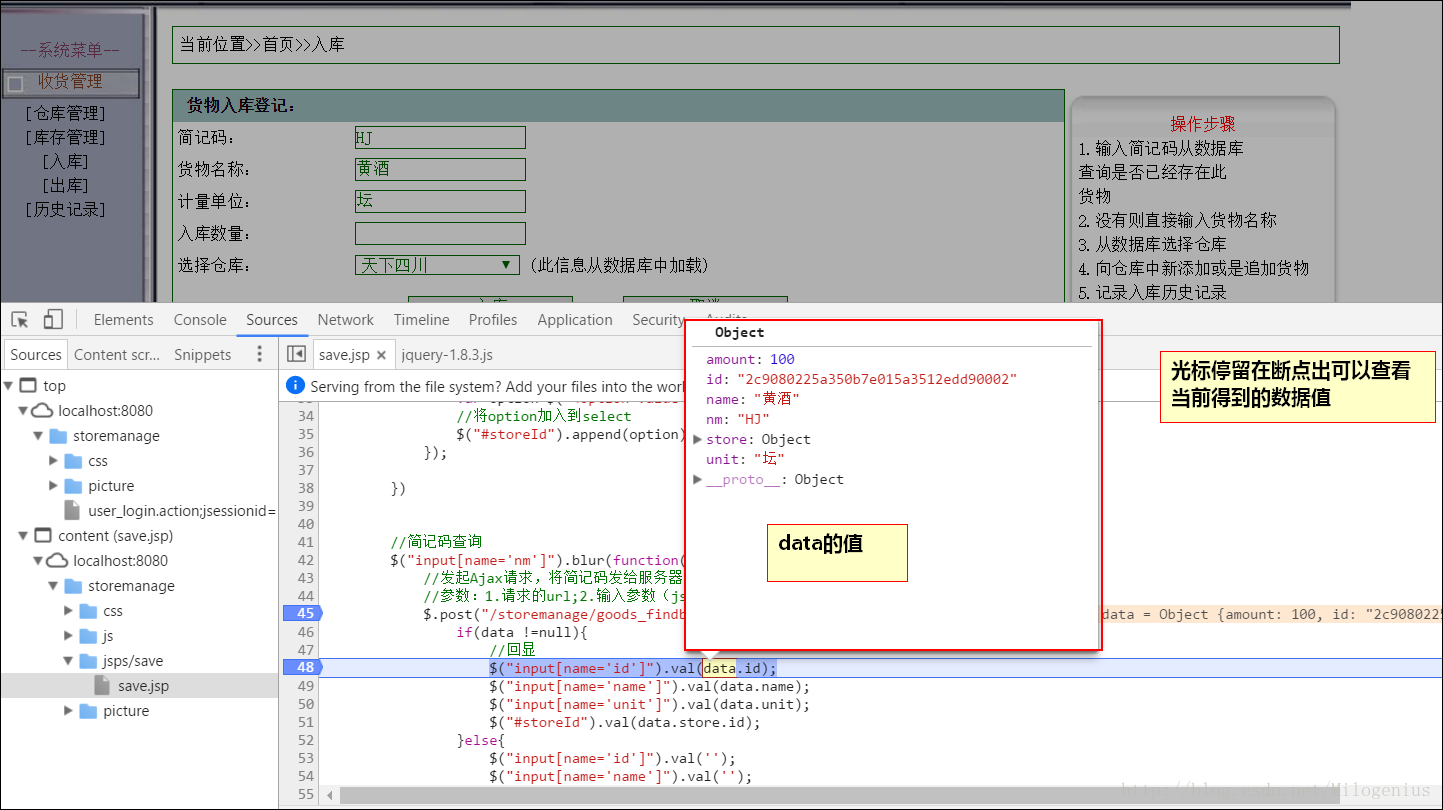 --系统菜单--
收货管理
[仓库管理]
[库存管理]
[入库]
[出库]
[历史记录]
当前位置>>首页>>入库
货物入库登记:
简记码:
HJ
货物名称:
黄酒
计量单位:
坛
入库数量:
选择仓库:
天下四川
(此信息从数据库中加载)
操作步骤
1. 输入简记码从数据库
查询是否已经存在此
货物
2. 没有则直接输入货物名称
3. 从数据库选择仓库
4. 向仓库中新添加或是追加货物
5. 记录入库历史记录
Elements Console Sources Network Timeline Profiles Application Security Audits
Sources Content scr... Snippets
top
localhost:8080
storemanage
css
picture
user_login.action;jsessionid=
content (save.jsp)
localhost:8080
storemanage
css
js
jsps/save
save.jsp
picture
save.jsp × jquery-1.8.3.js
Serving from the file system? Add your files into the wor
34 //将option加入到select
35 $("#storeId").append(option)
36 });
37
38 })
39
40
41 //简记码查询
42 $("input[name='nm']").blur(function(
43 //发起Ajax请求，将简记码发给服务器
44 //参数：1.请求的url;2.输入参数（js
45 $.post("/storemanage/goods_findb data = Object {amount: 100, id: "2c9080225
46 if(data !=null){
47 //回显
48 $("input[name='id']").val(data.id);
49 $("input[name='name']").val(data.name);
50 $("input[name='unit']").val(data.unit);
51 $("#storeId").val(data.store.id);
52 }else{
53 $("input[name='id']").val('');
54 $("input[name='name']").val('');
55
Object
amount: 100
id: "2c9080225a350b7e015a3512edd90002"
name: "黄酒"
nm: "HJ"
store: Object
unit: "坛"
__proto__: Object
data的值
光标停留在断点出可以查看
当前得到的数据值
http://blog.csdn.net/Milogenius